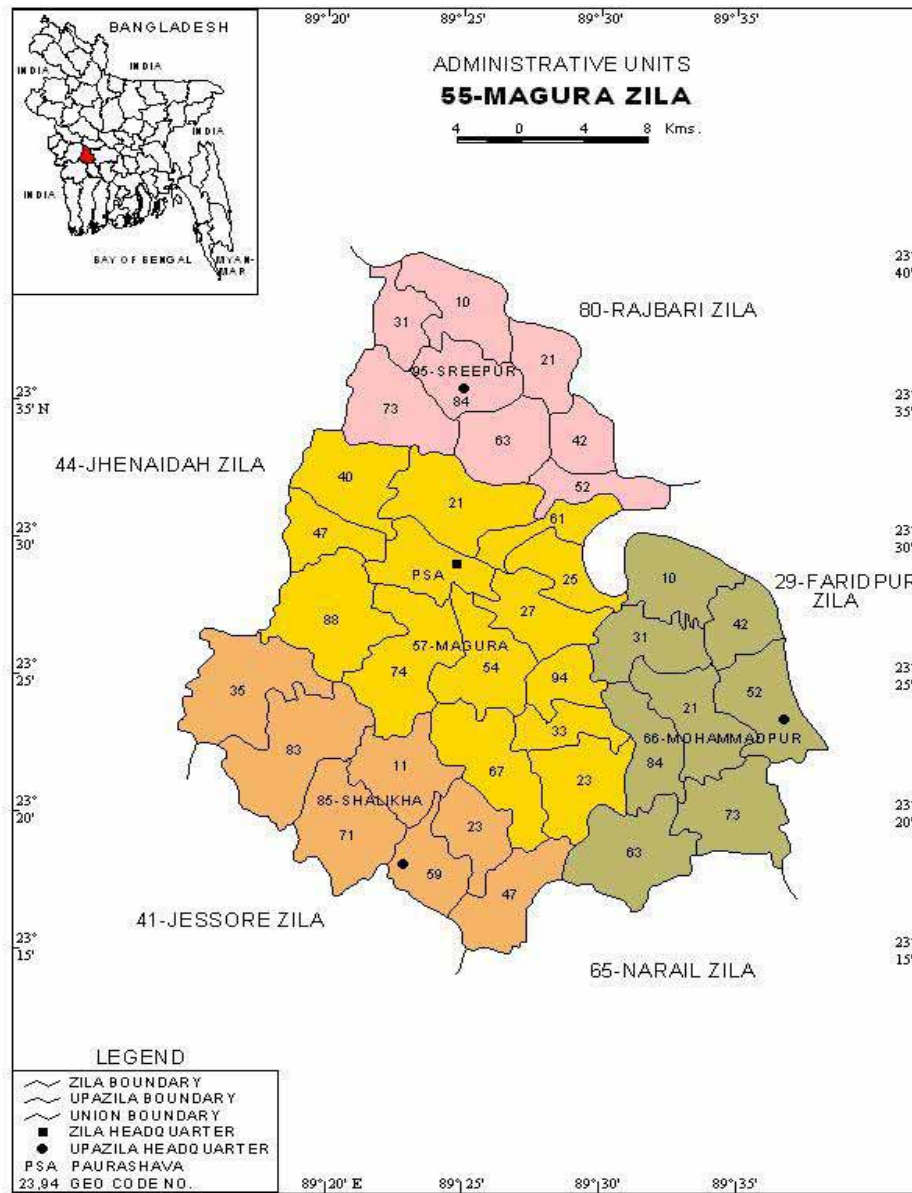 89° 20' 89° 25' 89° 30' 89° 35'
BANGLADESH
INDIA
INDIA
INDIA
INDIA
BAY OF BENGAL
MYAN-
MAR
ADMINISTRATIVE UNITS
55-MAGURA ZILA
4 0 4 8 Kms.
23°
40'
23°
40'
80-RAJBARI ZILA
10
31
21
95-SREEPUR
84
73
63
42
52
23°
35' N
23°
35'
44-JHENAIDAH ZILA
40
21
61
47
PSA
25
27
88
57-MAGURA
74
54
94
33
67
23
23°
30'
23°
30'
29-FARIDPUR
ZILA
10
42
31
52
21
66-MOHAMMADPUR
84
73
63
23°
25'
23°
25'
35
83
11
85-SHALIKHA
71
23
59
47
23°
20'
23°
20'
41-JESSORE ZILA
65-NARAIL ZILA
23°
15'
23°
15'
LEGEND
ZILA BOUNDARY
UPAZILA BOUNDARY
UNION BOUNDARY
ZILA HEADQUARTER
UPAZILA HEADQUARTER
PSA PAURASHAVA
23,94 GEO CODE NO.
89° 20' E 89° 25' 89° 30' 89° 35'